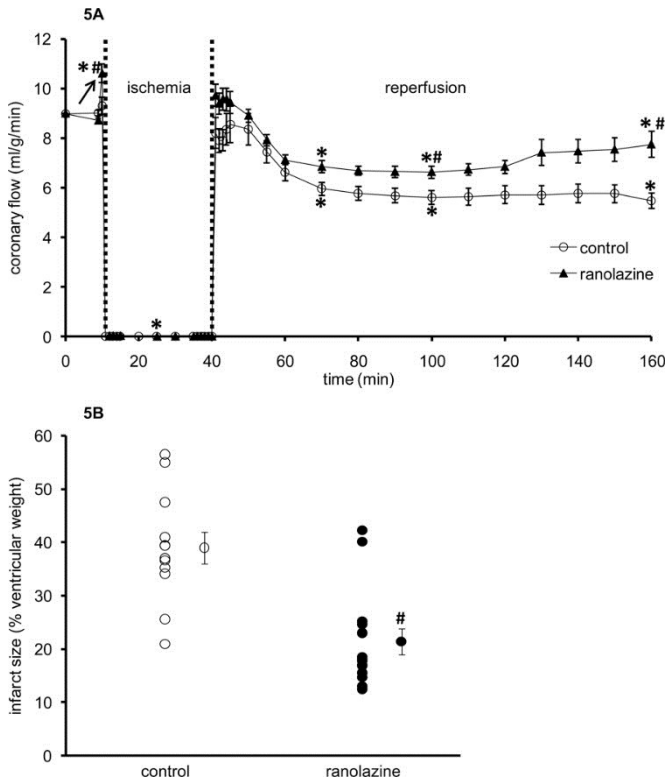 5A
12
10
8
6
4
2
0
coronary flow (ml/g/min)
*#
ischemia
reperfusion
*
*
*
*#
*
*#
*
control
ranolazine
0
20
40
60
80
100
120
140
160
time (min)
5B
60
50
40
30
20
10
0
infarct size (% ventricular weight)
#
control
ranolazine